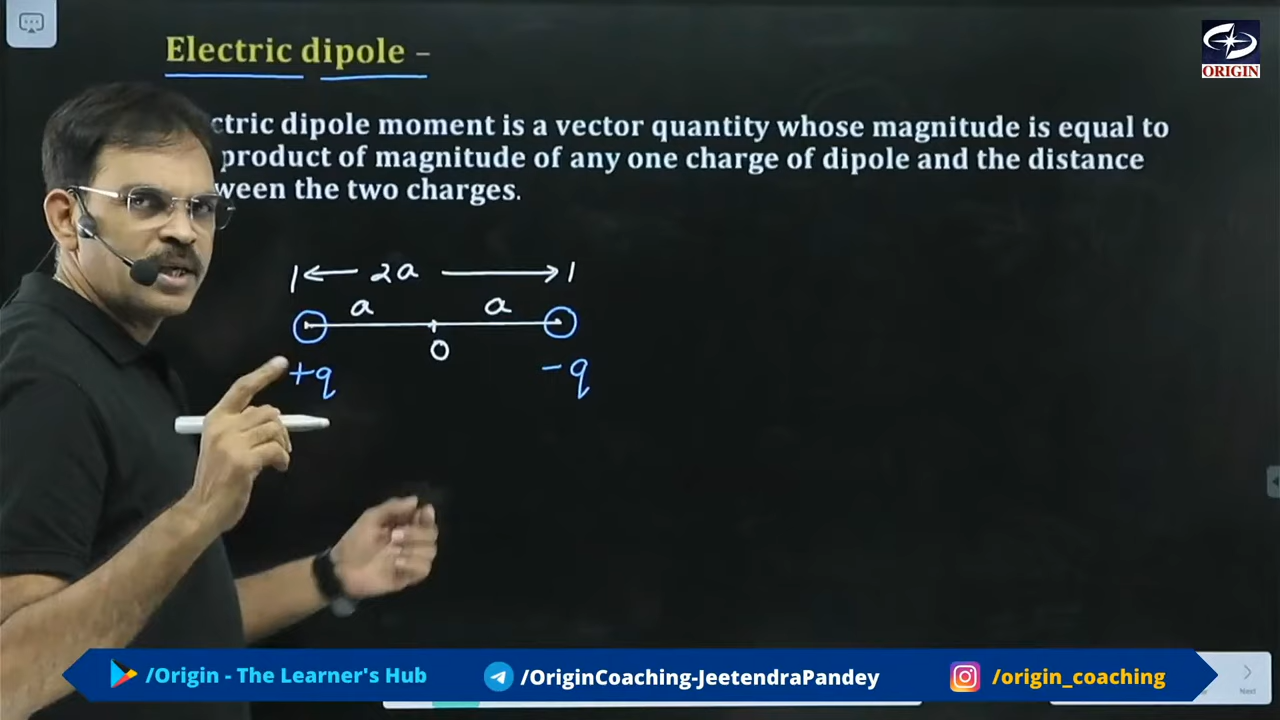 Electric dipole –
ctric dipole moment is a vector quantity whose magnitude is equal to
product of magnitude of any one charge of dipole and the distance
ween the two charges.
2a
a a
O
+q -q
ORIGIN
/Origin - The Learner's Hub
/OriginCoaching-JeetendraPandey
/origin_coaching
Next